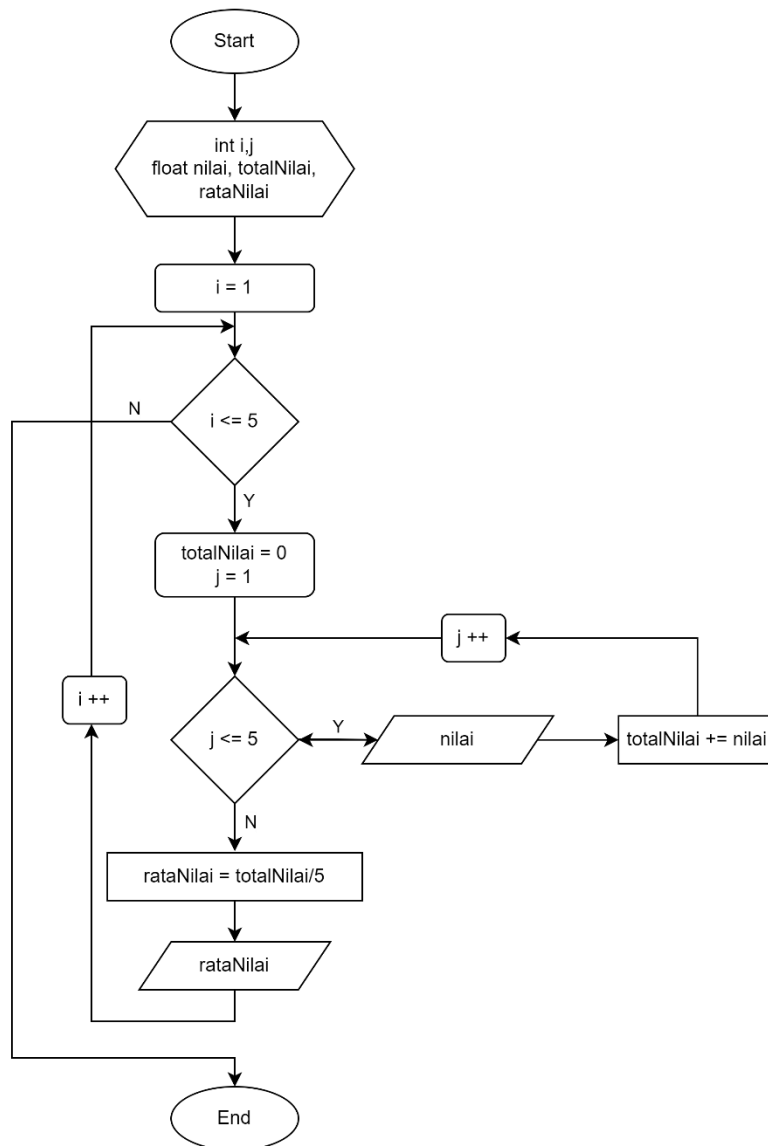 Start
int i,j
float nilai, totalNilai,
rataNilai
i = 1
N
i <= 5
Y
totalNilai = 0
j = 1
j ++
i ++
j <= 5
Y
nilai
totalNilai += nilai
N
rataNilai = totalNilai/5
rataNilai
End